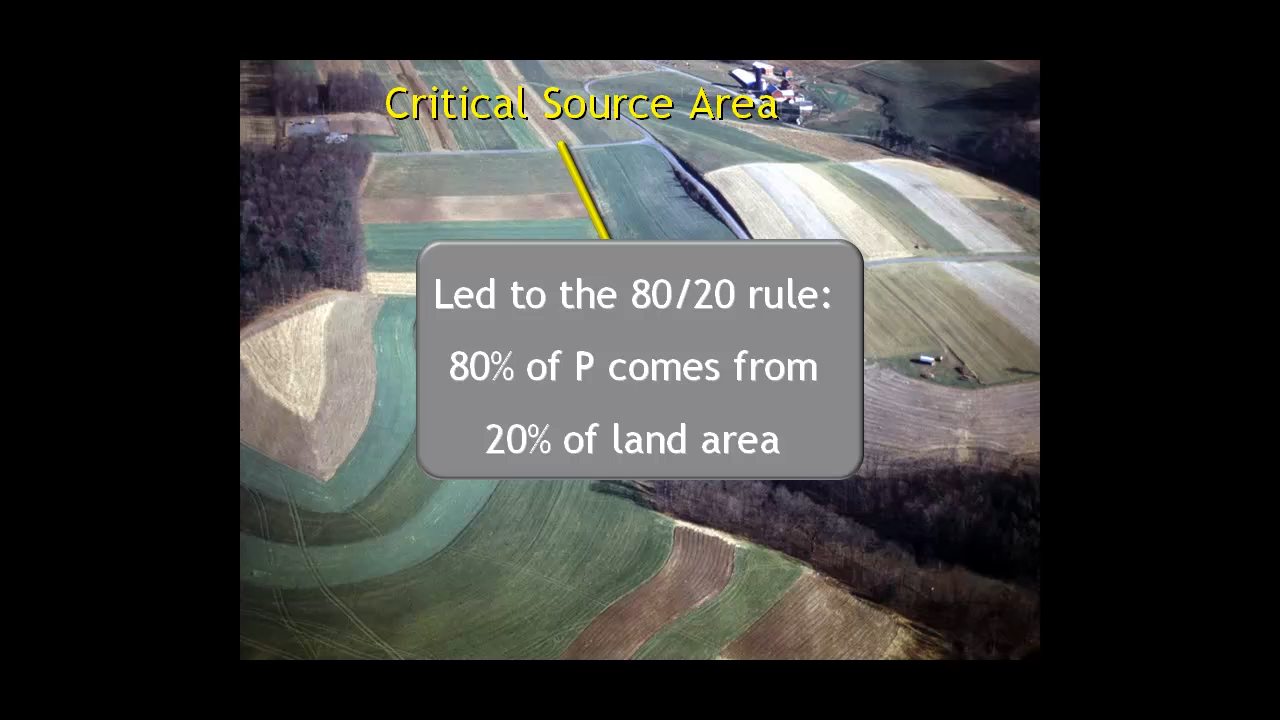 Critical Source Area
Led to the 80/20 rule:
80% of P comes from
20% of land area